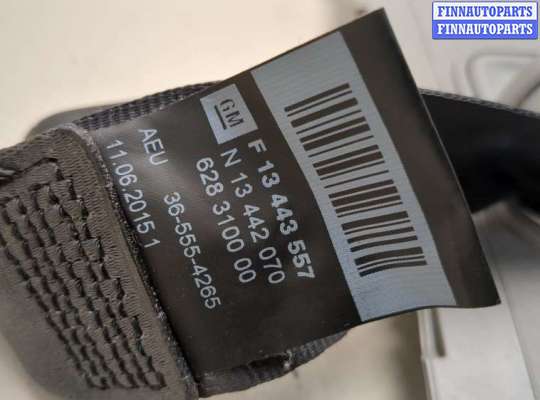 FINNAUTOPARTS
FINNAUTOPARTS.BY
GM
F 13 443 557
N 13 442 070
628 3100 00
36-555-4265
AEU
11.06.2015 1